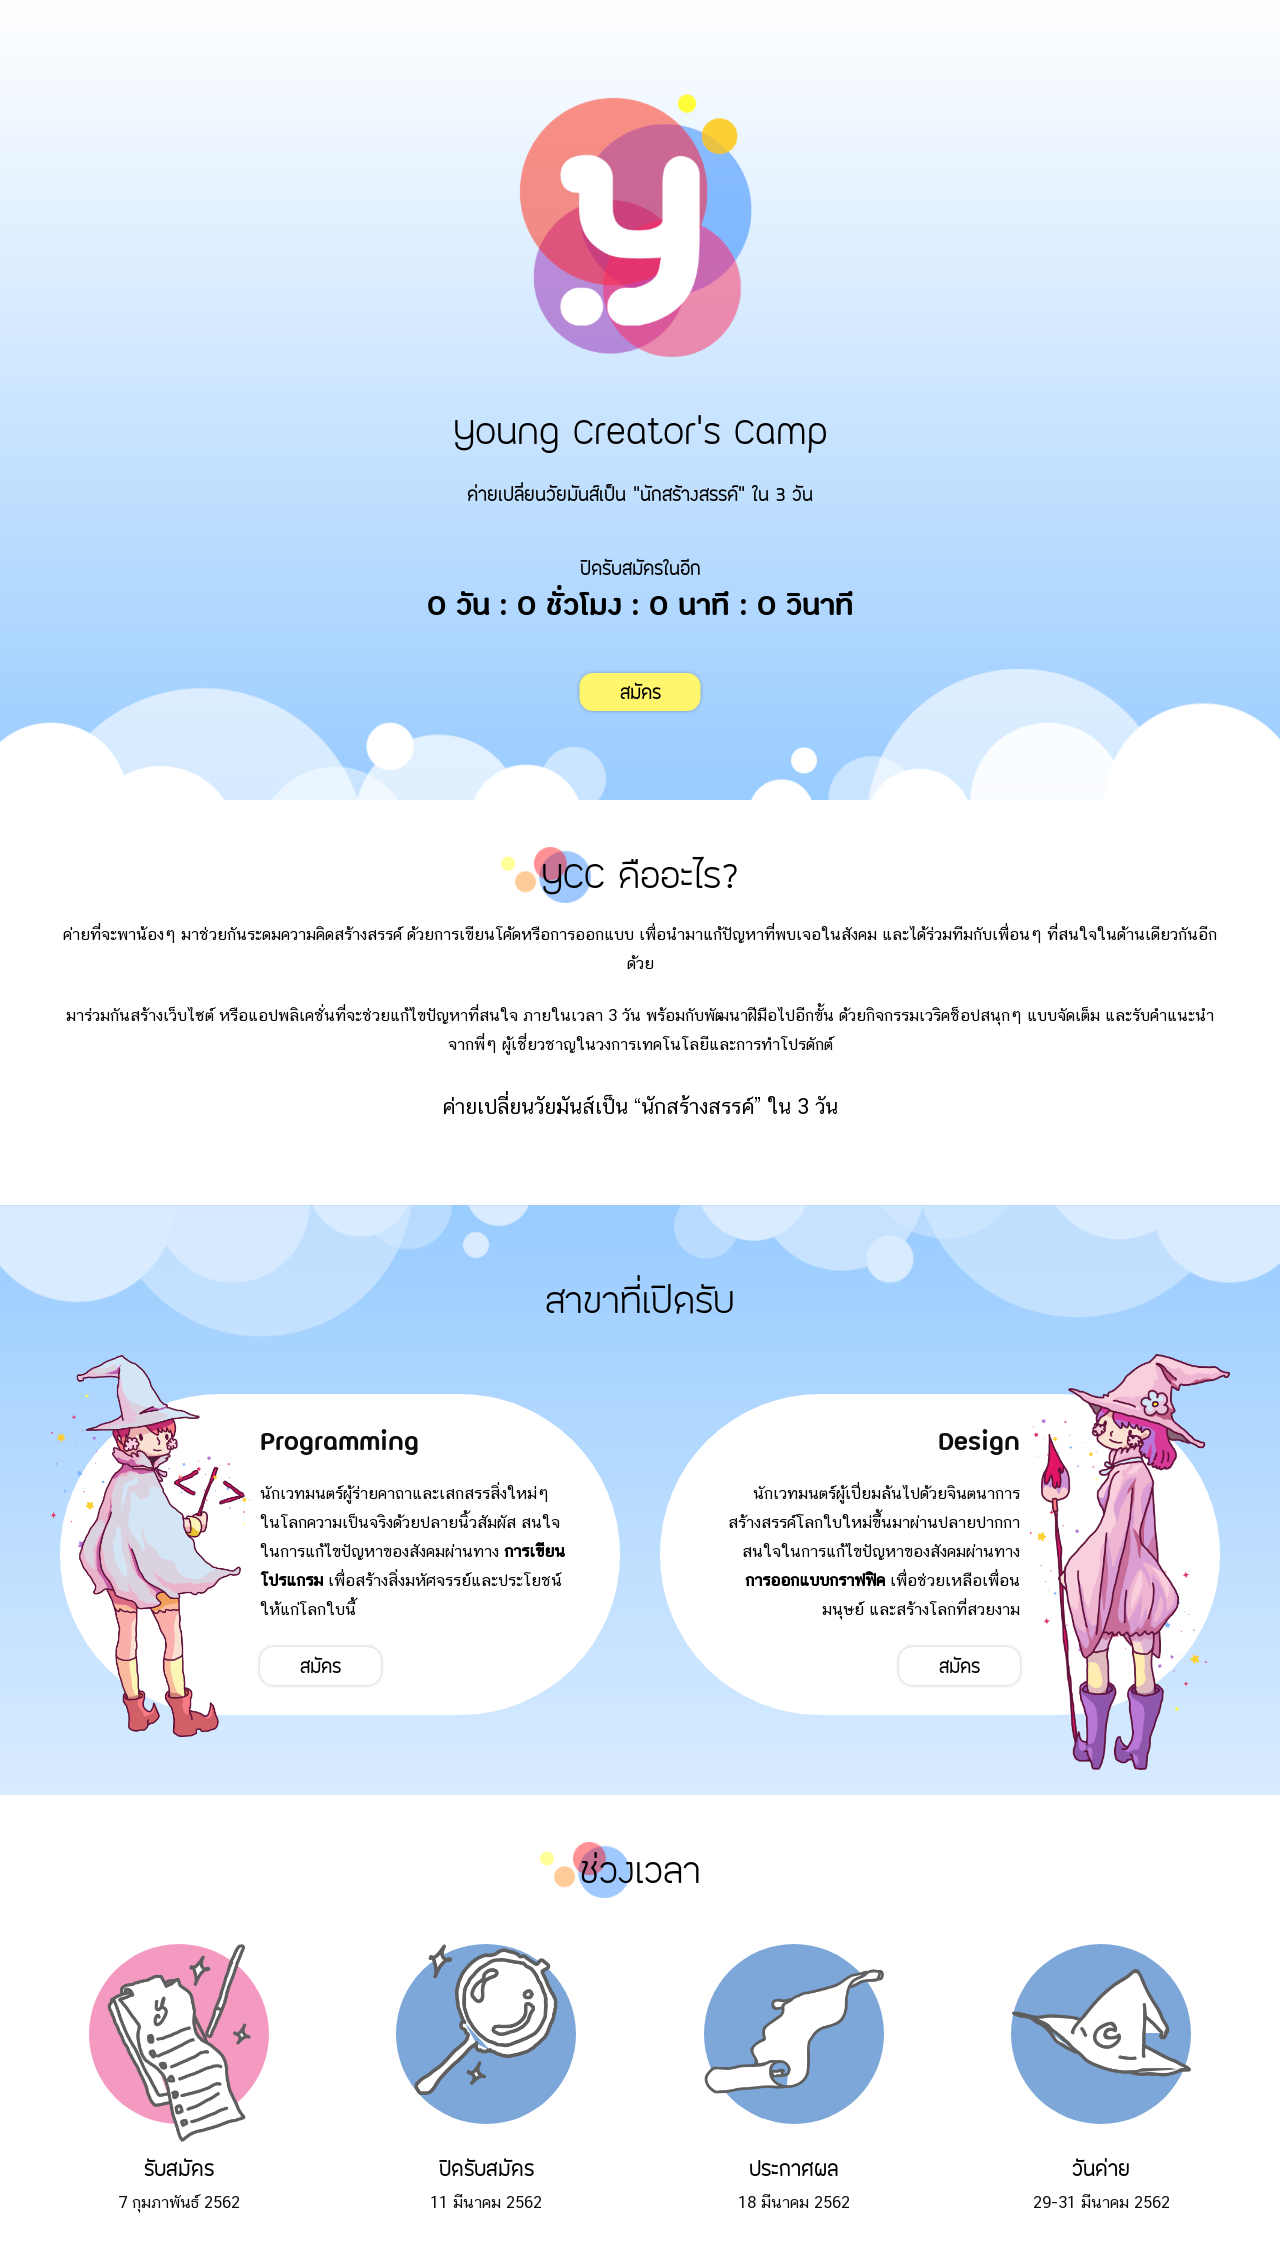 y
Young Creator's Camp
ค่ายเปลี่ยนวัยมันส์เป็น "นักสร้างสรรค์" ใน 3 วัน
ปิดรับสมัครในอีก
0 วัน : 0 ชั่วโมง : 0 นาที : 0 วินาที
สมัคร
YCC คืออะไร?
ค่ายที่จะพาน้องๆ มาช่วยกันระดมความคิดสร้างสรรค์ ด้วยการเขียนโค้ดหรือการออกแบบ เพื่อนำมาแก้ปัญหาที่พบเจอในสังคม และได้ร่วมทีมกับเพื่อนๆ ที่สนใจในด้านเดียวกันอีก
ด้วย
มาร่วมกันสร้างเว็บไซต์ หรือแอปพลิเคชั่นที่จะช่วยแก้ไขปัญหาที่สนใจ ภายในเวลา 3 วัน พร้อมกับพัฒนาฝีมือไปอีกขั้น ด้วยกิจกรรมเวริคช็อปสนุกๆ แบบจัดเต็ม และรับคำแนะนำ
จากพี่ๆ ผู้เชี่ยวชาญในวงการเทคโนโลยีและการทำโปรดักต์
ค่ายเปลี่ยนวัยมันส์เป็น “นักสร้างสรรค์” ใน 3 วัน
สาขาที่เปิดรับ
Programming
นักเวทมนตร์ผู้ร่ายคาถาและเสกสรรสิ่งใหม่ๆ
ในโลกความเป็นจริงด้วยปลายนิ้วสัมผัส สนใจ
ในการแก้ไขปัญหาของสังคมผ่านทาง การเขียน
โปรแกรม เพื่อสร้างสิ่งมหัศจรรย์และประโยชน์
ให้แก่โลกใบนี้
สมัคร
Design
นักเวทมนตร์ผู้เปี่ยมล้นไปด้วยจินตนาการ
สร้างสรรค์โลกใบใหม่ขึ้นมาผ่านปลายปากกา
สนใจในการแก้ไขปัญหาของสังคมผ่านทาง
การออกแบบกราฟฟิค เพื่อช่วยเหลือเพื่อน
มนุษย์ และสร้างโลกที่สวยงาม
สมัคร
ช่วงเวลา
รับสมัคร
7 กุมภาพันธ์ 2562
ปิดรับสมัคร
11 มีนาคม 2562
ประกาศผล
18 มีนาคม 2562
วันค่าย
29-31 มีนาคม 2562